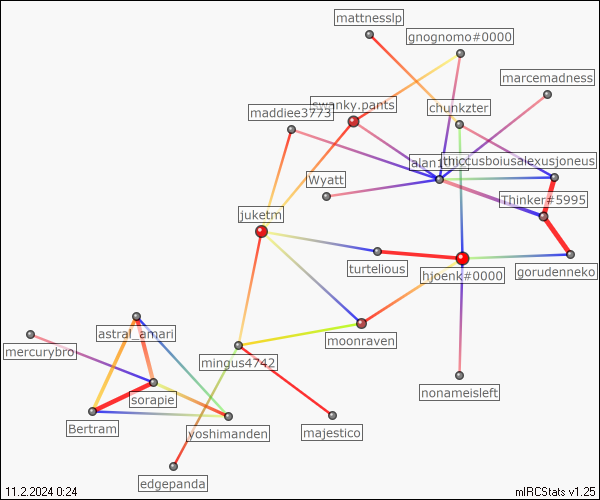 mattnesslp
gnognomo#0000
marcemadness
swanky.pants
chunkzter
maddiee3773
thiccusboiusalexusjoneus
Wyatt
Thinker#5995
juketm
turtelious
hjoenk#0000
gorudenneko
astral_amari
moonraven
mercurybro
mingus4742
sorapie
nonameisleft
Bertram
yoshimanden
majestico
edgepanda
11.2.2024 0:24
mIRCStats v1.25